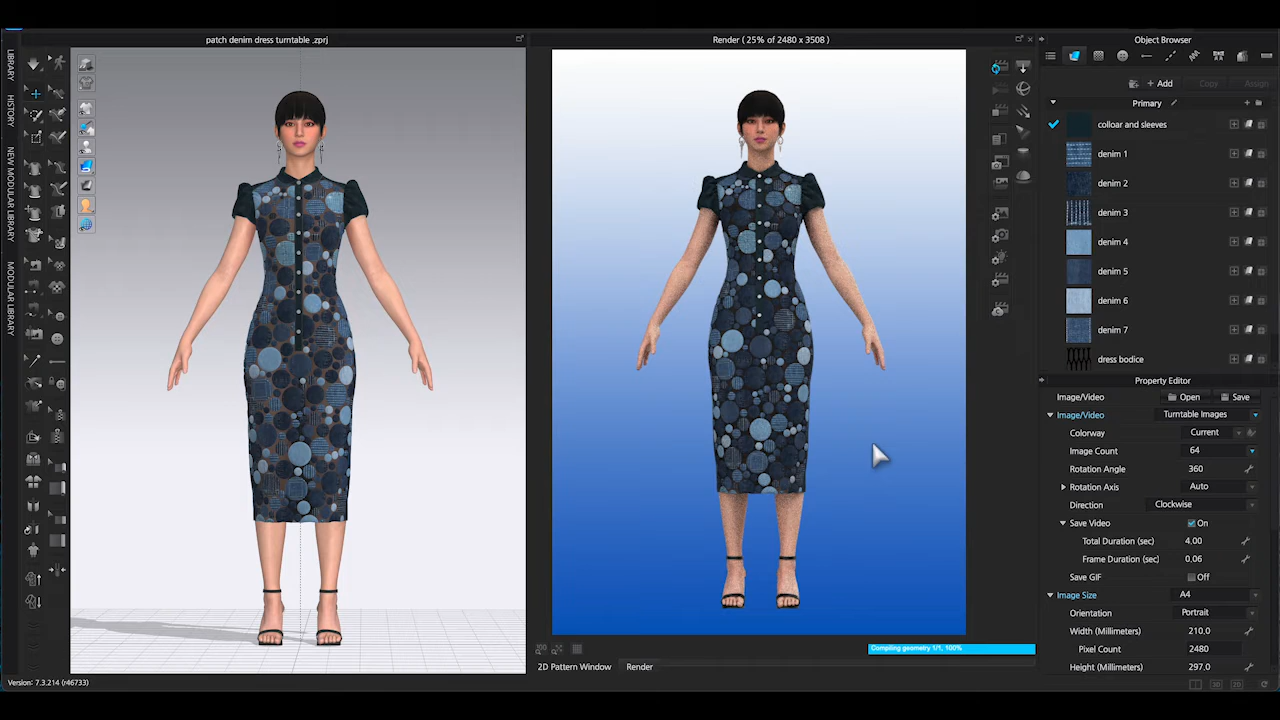 patch denim dress turntable .zprj
Render ( 25% of 2480 x 3508 )
Object Browser
LIBRARY
HISTORY
NEW MODULAR LIBRARY
MODULAR LIBRARY
+ Add
Copy
Assign
Primary
colloar and sleeves
denim 1
denim 2
denim 3
denim 4
denim 5
denim 6
denim 7
dress bodice
Property Editor
Image/Video
Open
Save
Image/Video
Turntable Images
Colorway
Current
Image Count
64
Rotation Angle
360
Rotation Axis
Auto
Direction
Clockwise
Save Video
On
Total Duration (sec)
4.00
Frame Duration (sec)
0.06
Save GIF
Off
Image Size
A4
Orientation
Portrait
Width (Millimeters)
210.0
Pixel Count
2480
Height (Millimeters)
297.0
Compiling geometry 1/1, 100%
2D Pattern Window
Render
Version: 7.3.214 (r46733)
3D
2D